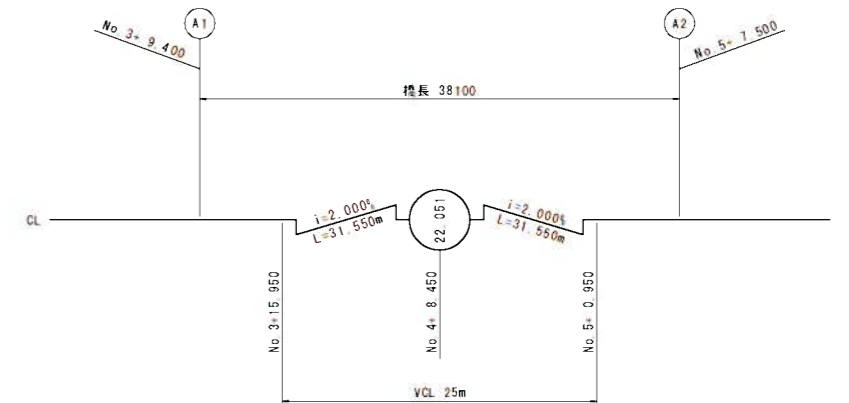 A1
A2
No 3+ 9.400
No 5+ 7.500
橋長 38100
CL
i=2.000%
L=31.550m
22.051
i=2.000%
L=31.550m
No 3+15.950
No 4+ 8.450
No 5+ 0.950
VCL 25m